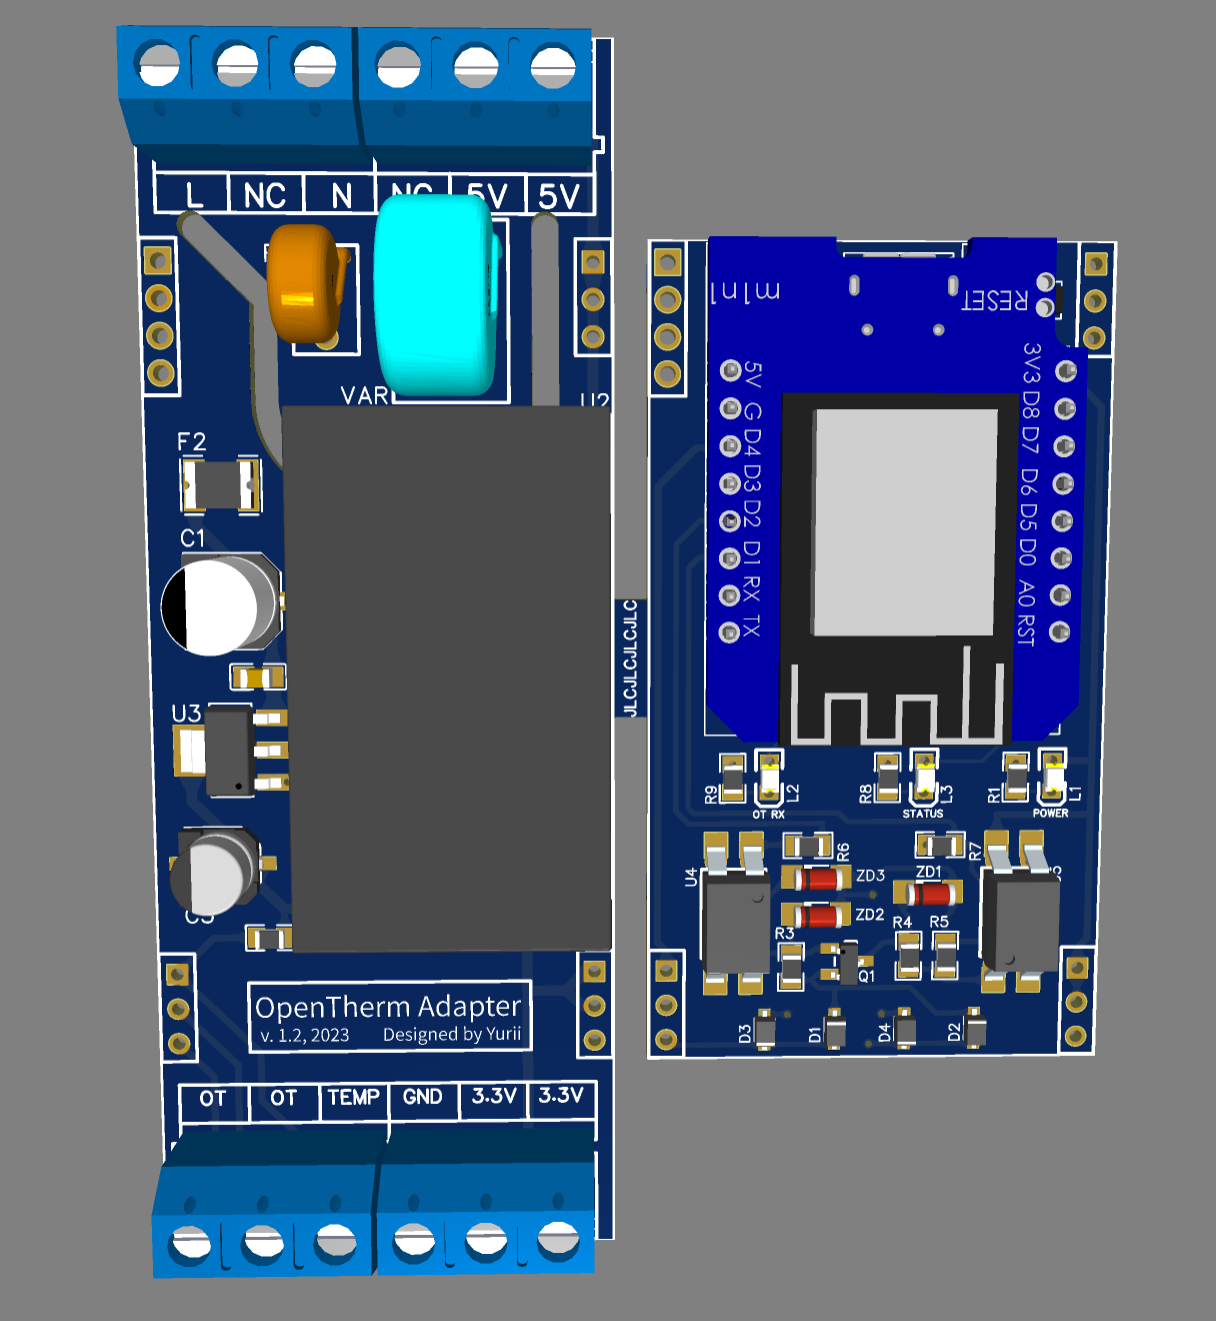 L NC N NC 5V 5V
VAR
U2
F2
C1
U3
C3
OpenTherm Adapter
v. 1.2, 2023 Designed by Yurii
OT OT TEMP GND 3.3V 3.3V
JLCJLCJLCJLC
mini
RESET
5V
G
D4
D3
D2
D1
RX
TX
3V3
D8
D7
D6
D5
D0
A0
RST
R9 L2 R8 L3 R1 L1
OT RX STATUS POWER
U4 R6 R7
ZD3 ZD1
ZD2
R3 R4 R5
Q1
D3 D1 D4 D2